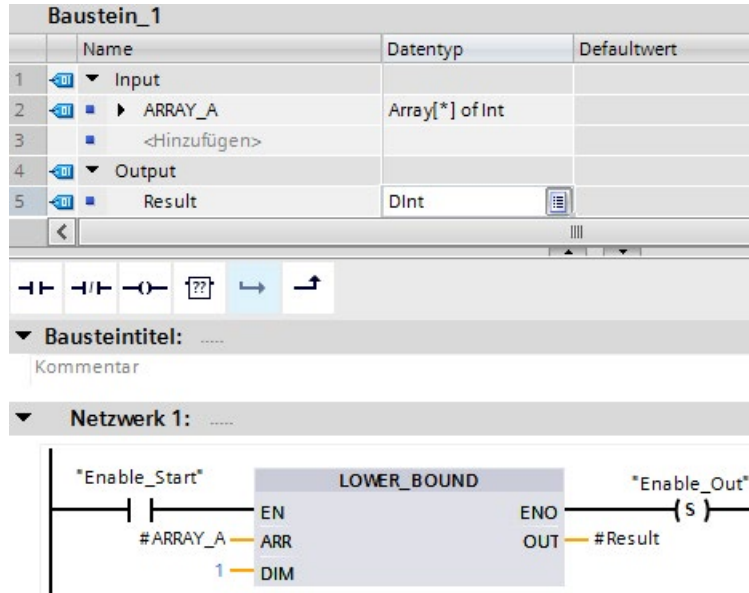 Baustein_1
Name Datentyp Defaultwert
1 Input
2 ARRAY_A Array[*] of Int
3 <Hinzufügen>
4 Output
5 Result DInt
??
Bausteintitel: .....
Kommentar
Netzwerk 1: .....
"Enable_Start" LOWER_BOUND "Enable_Out"
EN ENO S
#ARRAY_A ARR OUT #Result
1 DIM